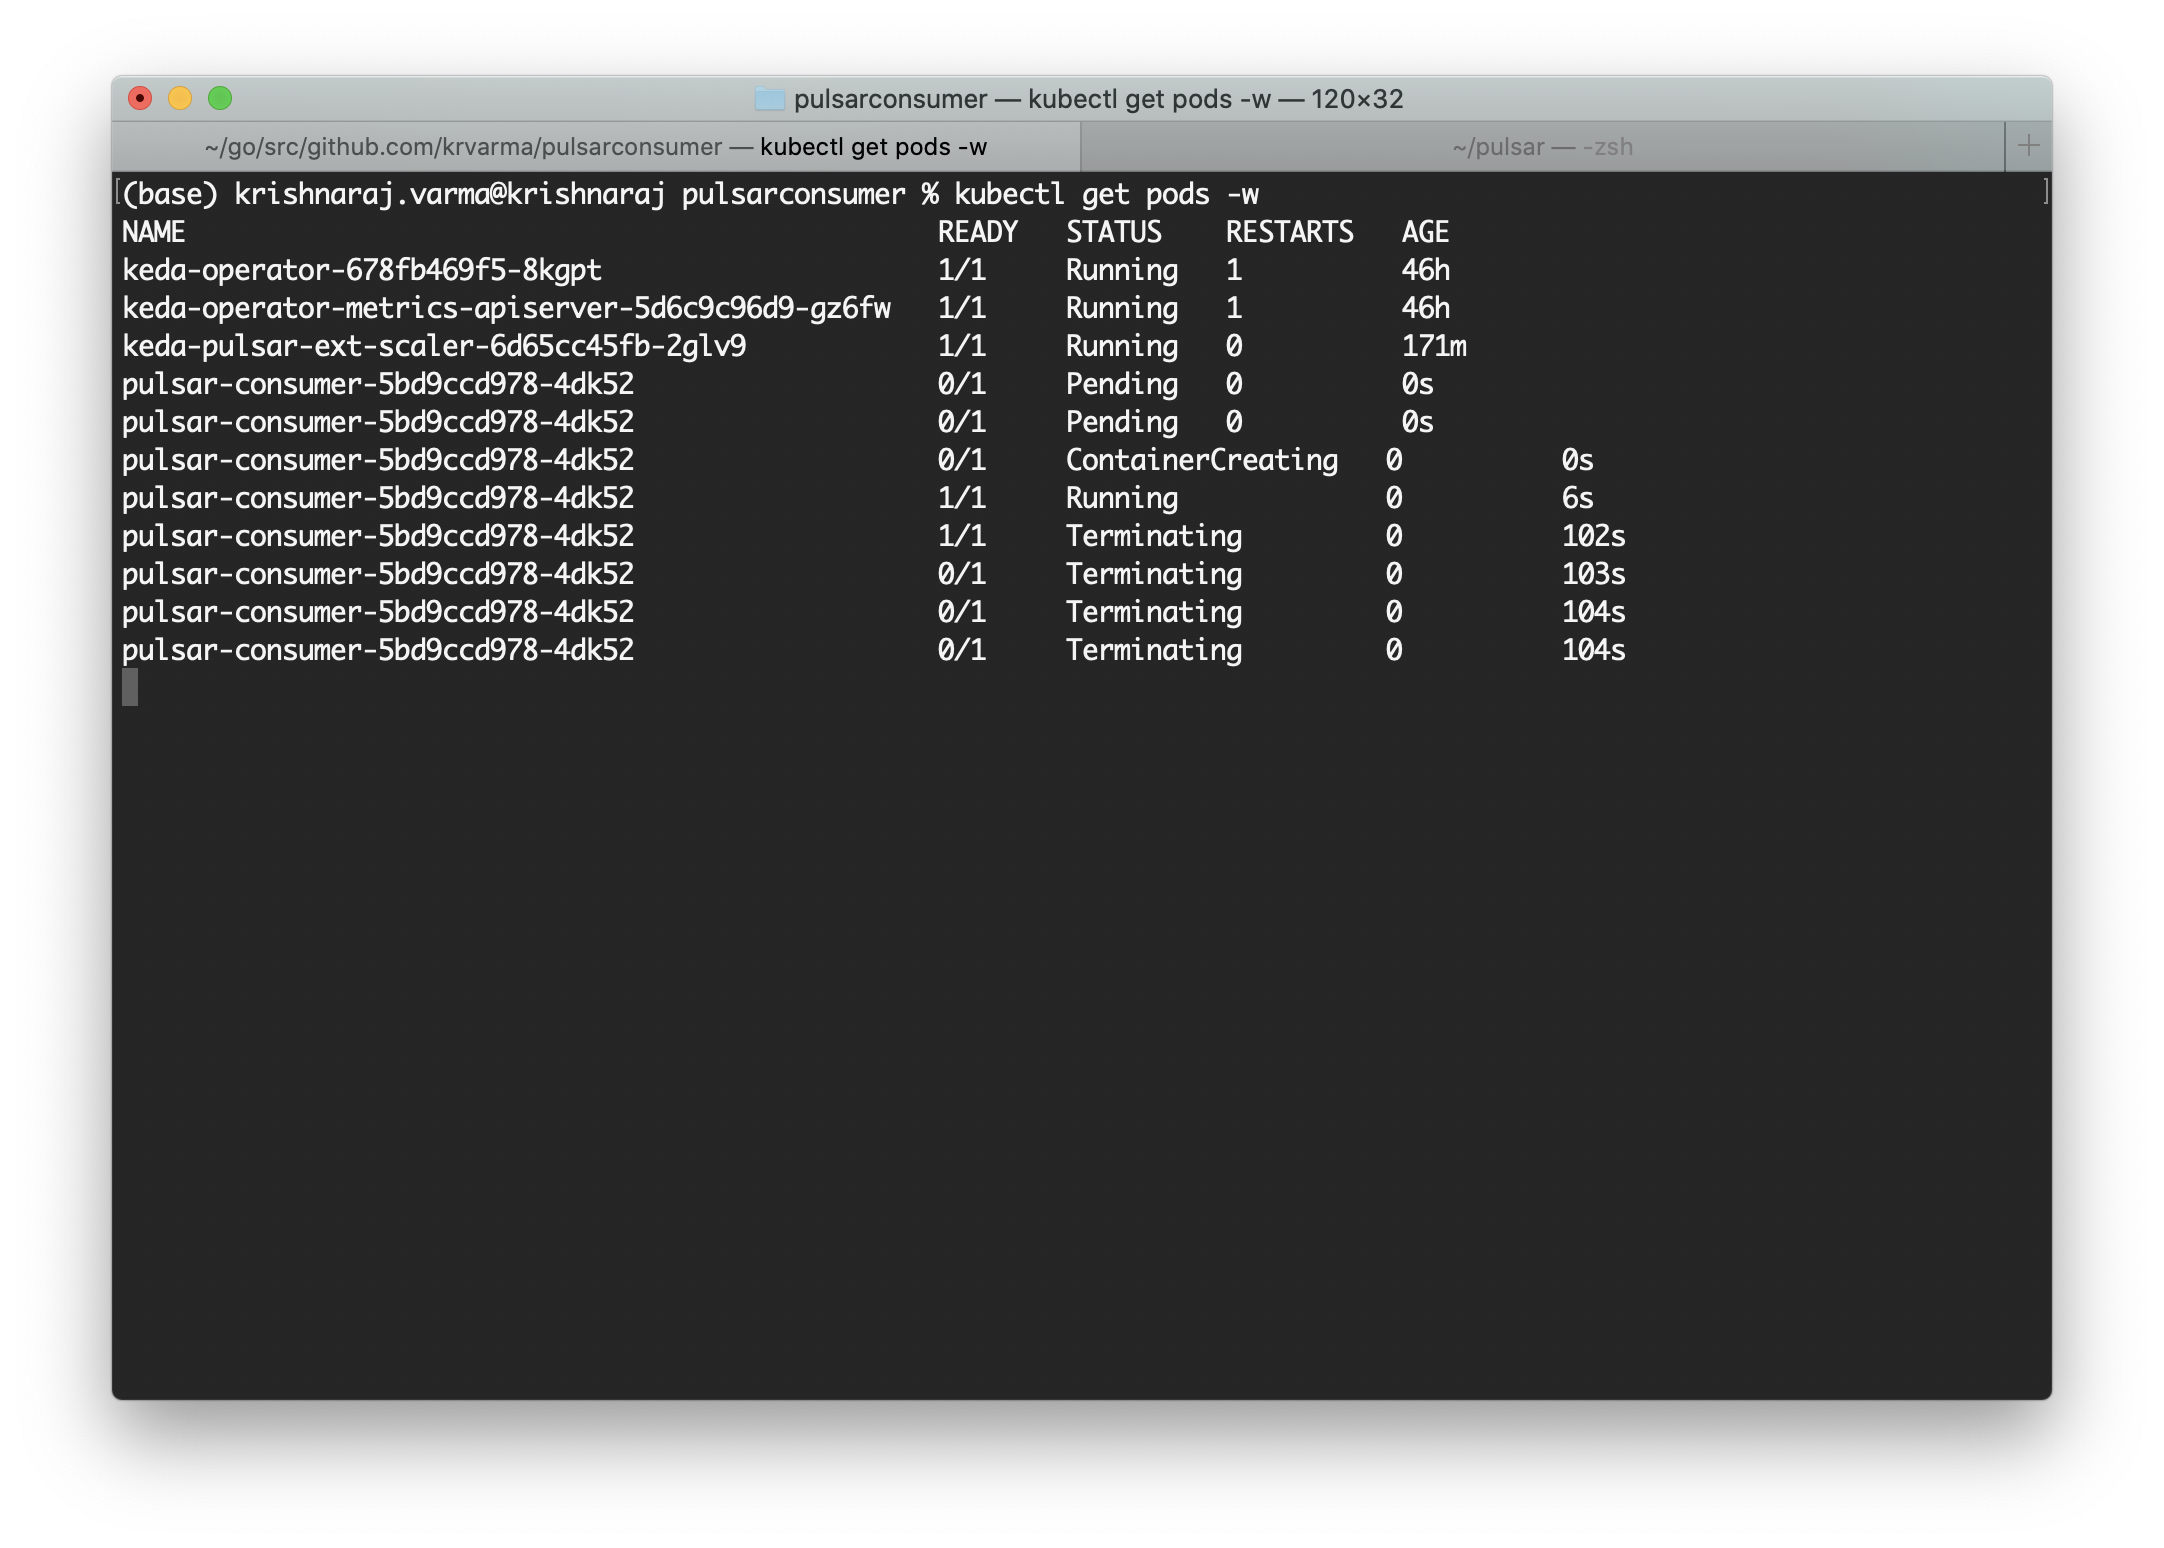 pulsarconsumer — kubectl get pods -w — 120×32
~/go/src/github.com/krvarma/pulsarconsumer — kubectl get pods -w    ~/pulsar — -zsh    +
[(base) krishnaraj.varma@krishnaraj pulsarconsumer % kubectl get pods -w ]
NAME READY STATUS RESTARTS AGE
keda-operator-678fb469f5-8kgpt 1/1 Running 1 46h
keda-operator-metrics-apiserver-5d6c9c96d9-gz6fw 1/1 Running 1 46h
keda-pulsar-ext-scaler-6d65cc45fb-2glv9 1/1 Running 0 171m
pulsar-consumer-5bd9ccd978-4dk52 0/1 Pending 0 0s
pulsar-consumer-5bd9ccd978-4dk52 0/1 Pending 0 0s
pulsar-consumer-5bd9ccd978-4dk52 0/1 ContainerCreating 0 0s
pulsar-consumer-5bd9ccd978-4dk52 1/1 Running 0 6s
pulsar-consumer-5bd9ccd978-4dk52 1/1 Terminating 0 102s
pulsar-consumer-5bd9ccd978-4dk52 0/1 Terminating 0 103s
pulsar-consumer-5bd9ccd978-4dk52 0/1 Terminating 0 104s
pulsar-consumer-5bd9ccd978-4dk52 0/1 Terminating 0 104s